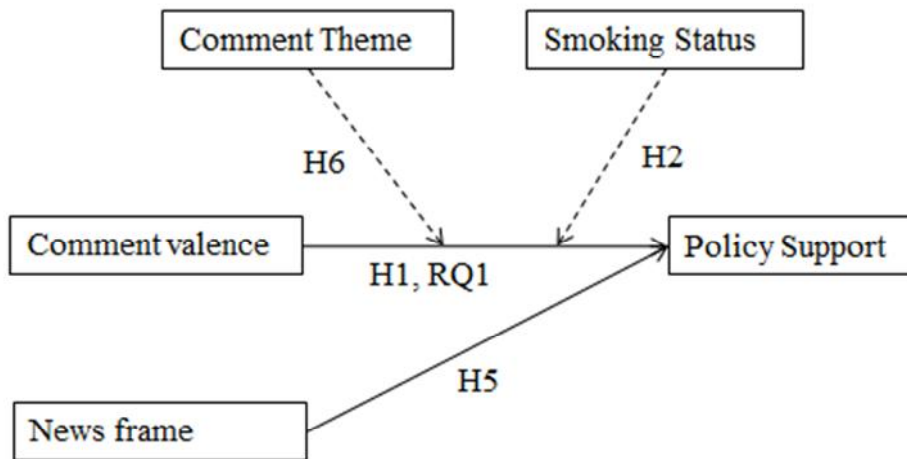 Comment Theme
Smoking Status
H6
H2
Comment valence
Policy Support
H1, RQ1
H5
News frame